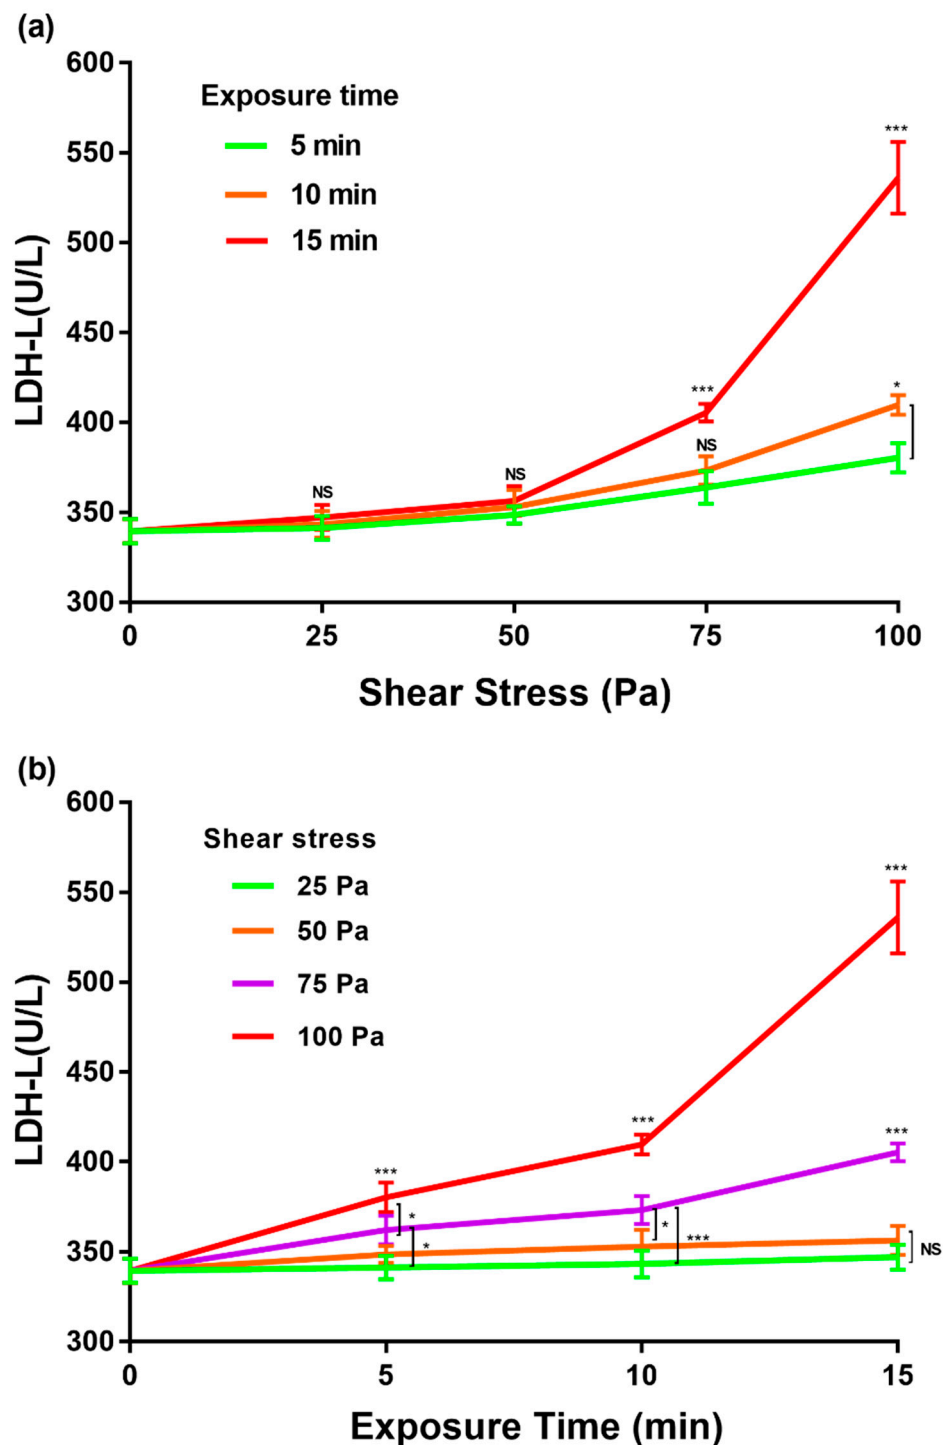 (a)
600
Exposure time
5 min
10 min
15 min
550
500
450
400
350
300
LDH-L(U/L)
***
***
*
NS
NS
NS
0 25 50 75 100
Shear Stress (Pa)
(b)
600
Shear stress
25 Pa
50 Pa
75 Pa
100 Pa
550
500
450
400
350
300
LDH-L(U/L)
***
***
***
***
*
*
*
***
NS
0 5 10 15
Exposure Time (min)